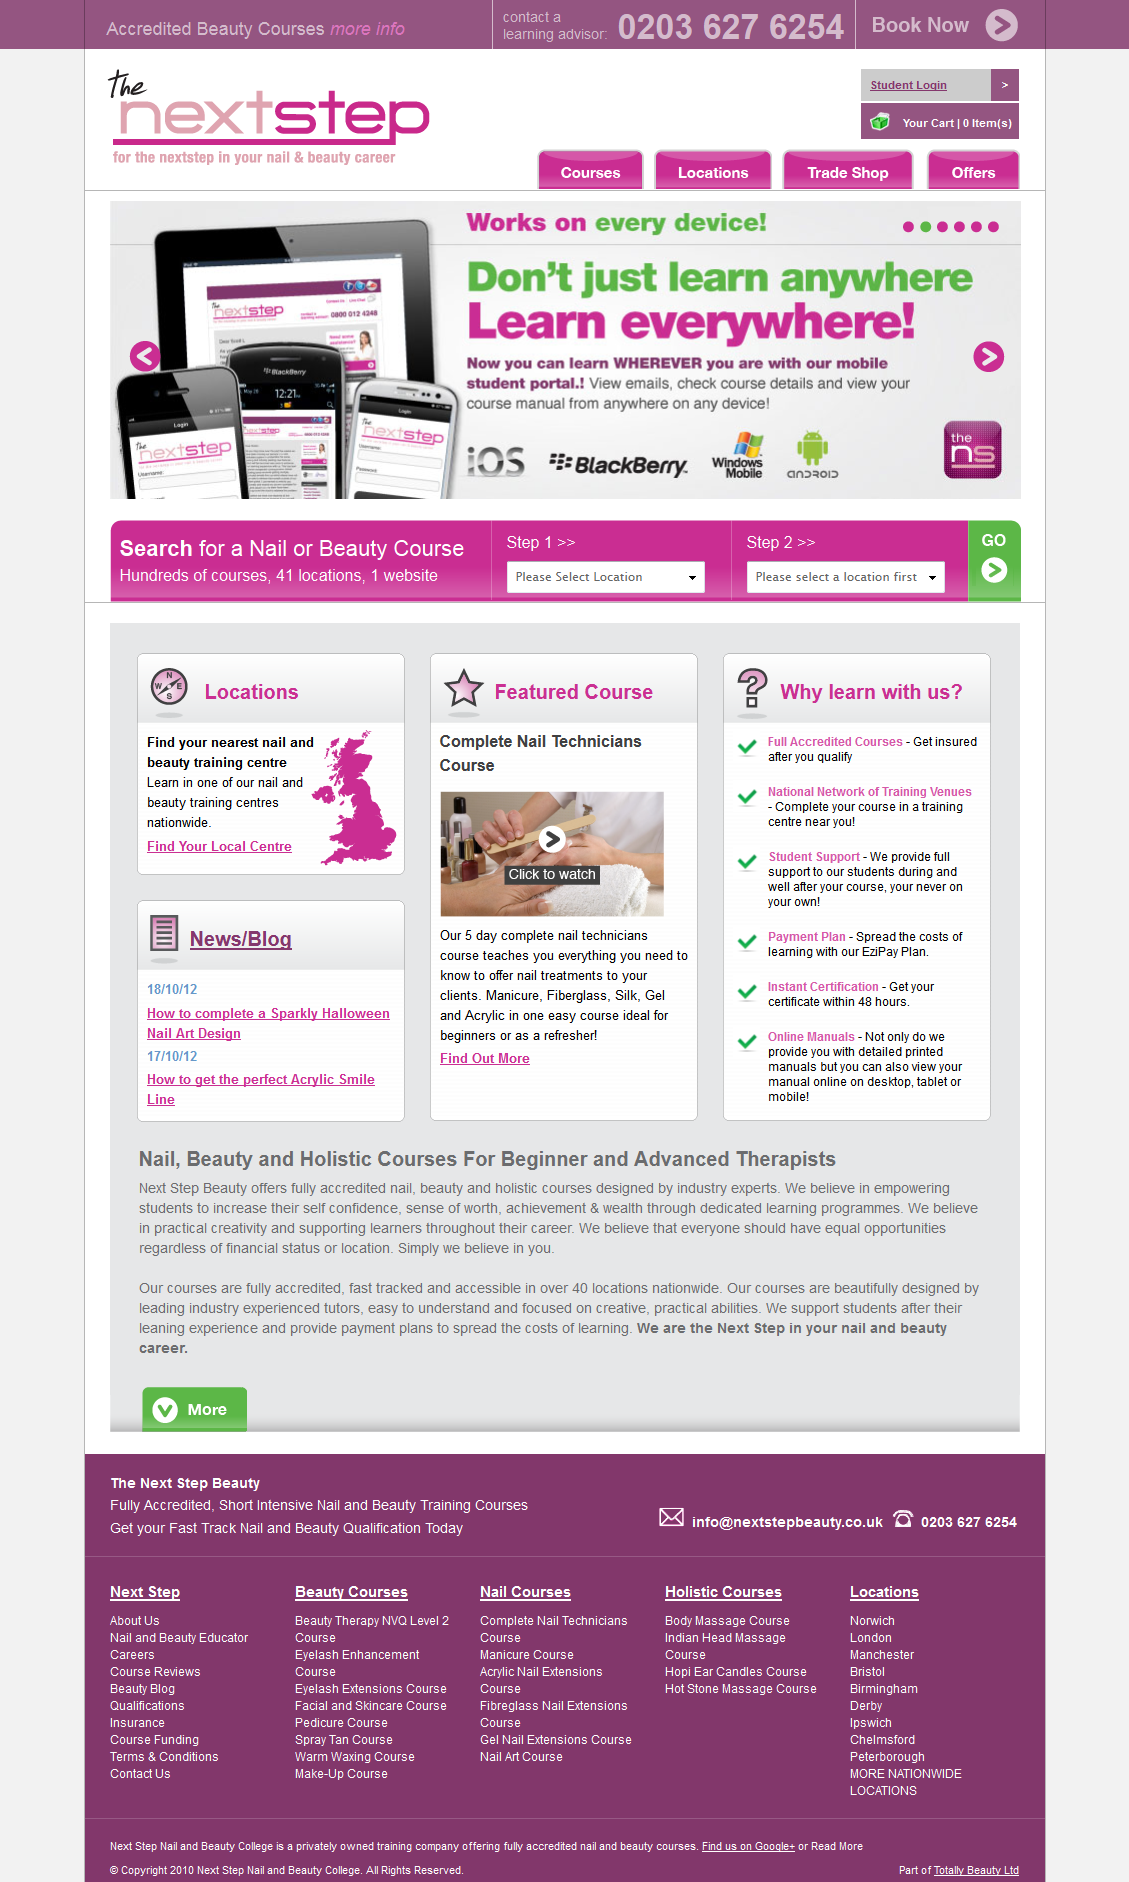 Accredited Beauty Courses more info
contact a
learning advisor:
0203 627 6254
Book Now
The
nextstep
for the nextstep in your nail & beauty career
Student Login
>
Your Cart | 0 Item(s)
Courses
Locations
Trade Shop
Offers
Works on every device!
Don't just learn anywhere
Learn everywhere!
Now you can learn WHEREVER you are with our mobile
student portal.! View emails, check course details and view your
course manual from anywhere on any device!
iOS
BlackBerry.
Windows
Mobile
ANDROID
the
ns
The
nextstep
0800 012 4248
BlackBerry
12:21
Login
The
nextstep
Username:
Login
The
nextstep
Username:
Password:
Search for a Nail or Beauty Course
Hundreds of courses, 41 locations, 1 website
Step 1 >>
Please Select Location
Step 2 >>
Please select a location first
GO
N
W E
S
Locations
Find your nearest nail and
beauty training centre
Learn in one of our nail and
beauty training centres
nationwide.
Find Your Local Centre
News/Blog
18/10/12
How to complete a Sparkly Halloween
Nail Art Design
17/10/12
How to get the perfect Acrylic Smile
Line
Featured Course
Complete Nail Technicians
Course
Click to watch
Our 5 day complete nail technicians
course teaches you everything you need to
know to offer nail treatments to your
clients. Manicure, Fiberglass, Silk, Gel
and Acrylic in one easy course ideal for
beginners or as a refresher!
Find Out More
Why learn with us?
Full Accredited Courses - Get insured
after you qualify
National Network of Training Venues
- Complete your course in a training
centre near you!
Student Support - We provide full
support to our students during and
well after your course, your never on
your own!
Payment Plan - Spread the costs of
learning with our EziPay Plan.
Instant Certification - Get your
certificate within 48 hours.
Online Manuals - Not only do we
provide you with detailed printed
manuals but you can also view your
manual online on desktop, tablet or
mobile!
Nail, Beauty and Holistic Courses For Beginner and Advanced Therapists
Next Step Beauty offers fully accredited nail, beauty and holistic courses designed by industry experts. We believe in empowering
students to increase their self confidence, sense of worth, achievement & wealth through dedicated learning programmes. We believe
in practical creativity and supporting learners throughout their career. We believe that everyone should have equal opportunities
regardless of financial status or location. Simply we believe in you.
Our courses are fully accredited, fast tracked and accessible in over 40 locations nationwide. Our courses are beautifully designed by
leading industry experienced tutors, easy to understand and focused on creative, practical abilities. We support students after their
leaning experience and provide payment plans to spread the costs of learning. We are the Next Step in your nail and beauty
career.
More
The Next Step Beauty
Fully Accredited, Short Intensive Nail and Beauty Training Courses
Get your Fast Track Nail and Beauty Qualification Today
info@nextstepbeauty.co.uk
0203 627 6254
Next Step
About Us
Nail and Beauty Educator
Careers
Course Reviews
Beauty Blog
Qualifications
Insurance
Course Funding
Terms & Conditions
Contact Us
Beauty Courses
Beauty Therapy NVQ Level 2
Course
Eyelash Enhancement
Course
Eyelash Extensions Course
Facial and Skincare Course
Pedicure Course
Spray Tan Course
Warm Waxing Course
Make-Up Course
Nail Courses
Complete Nail Technicians
Course
Manicure Course
Acrylic Nail Extensions
Course
Fibreglass Nail Extensions
Course
Gel Nail Extensions Course
Nail Art Course
Holistic Courses
Body Massage Course
Indian Head Massage
Course
Hopi Ear Candles Course
Hot Stone Massage Course
Locations
Norwich
London
Manchester
Bristol
Birmingham
Derby
Ipswich
Chelmsford
Peterborough
MORE NATIONWIDE
LOCATIONS
Next Step Nail and Beauty College is a privately owned training company offering fully accredited nail and beauty courses. Find us on Google+ or Read More
© Copyright 2010 Next Step Nail and Beauty College. All Rights Reserved.
Part of Totally Beauty Ltd